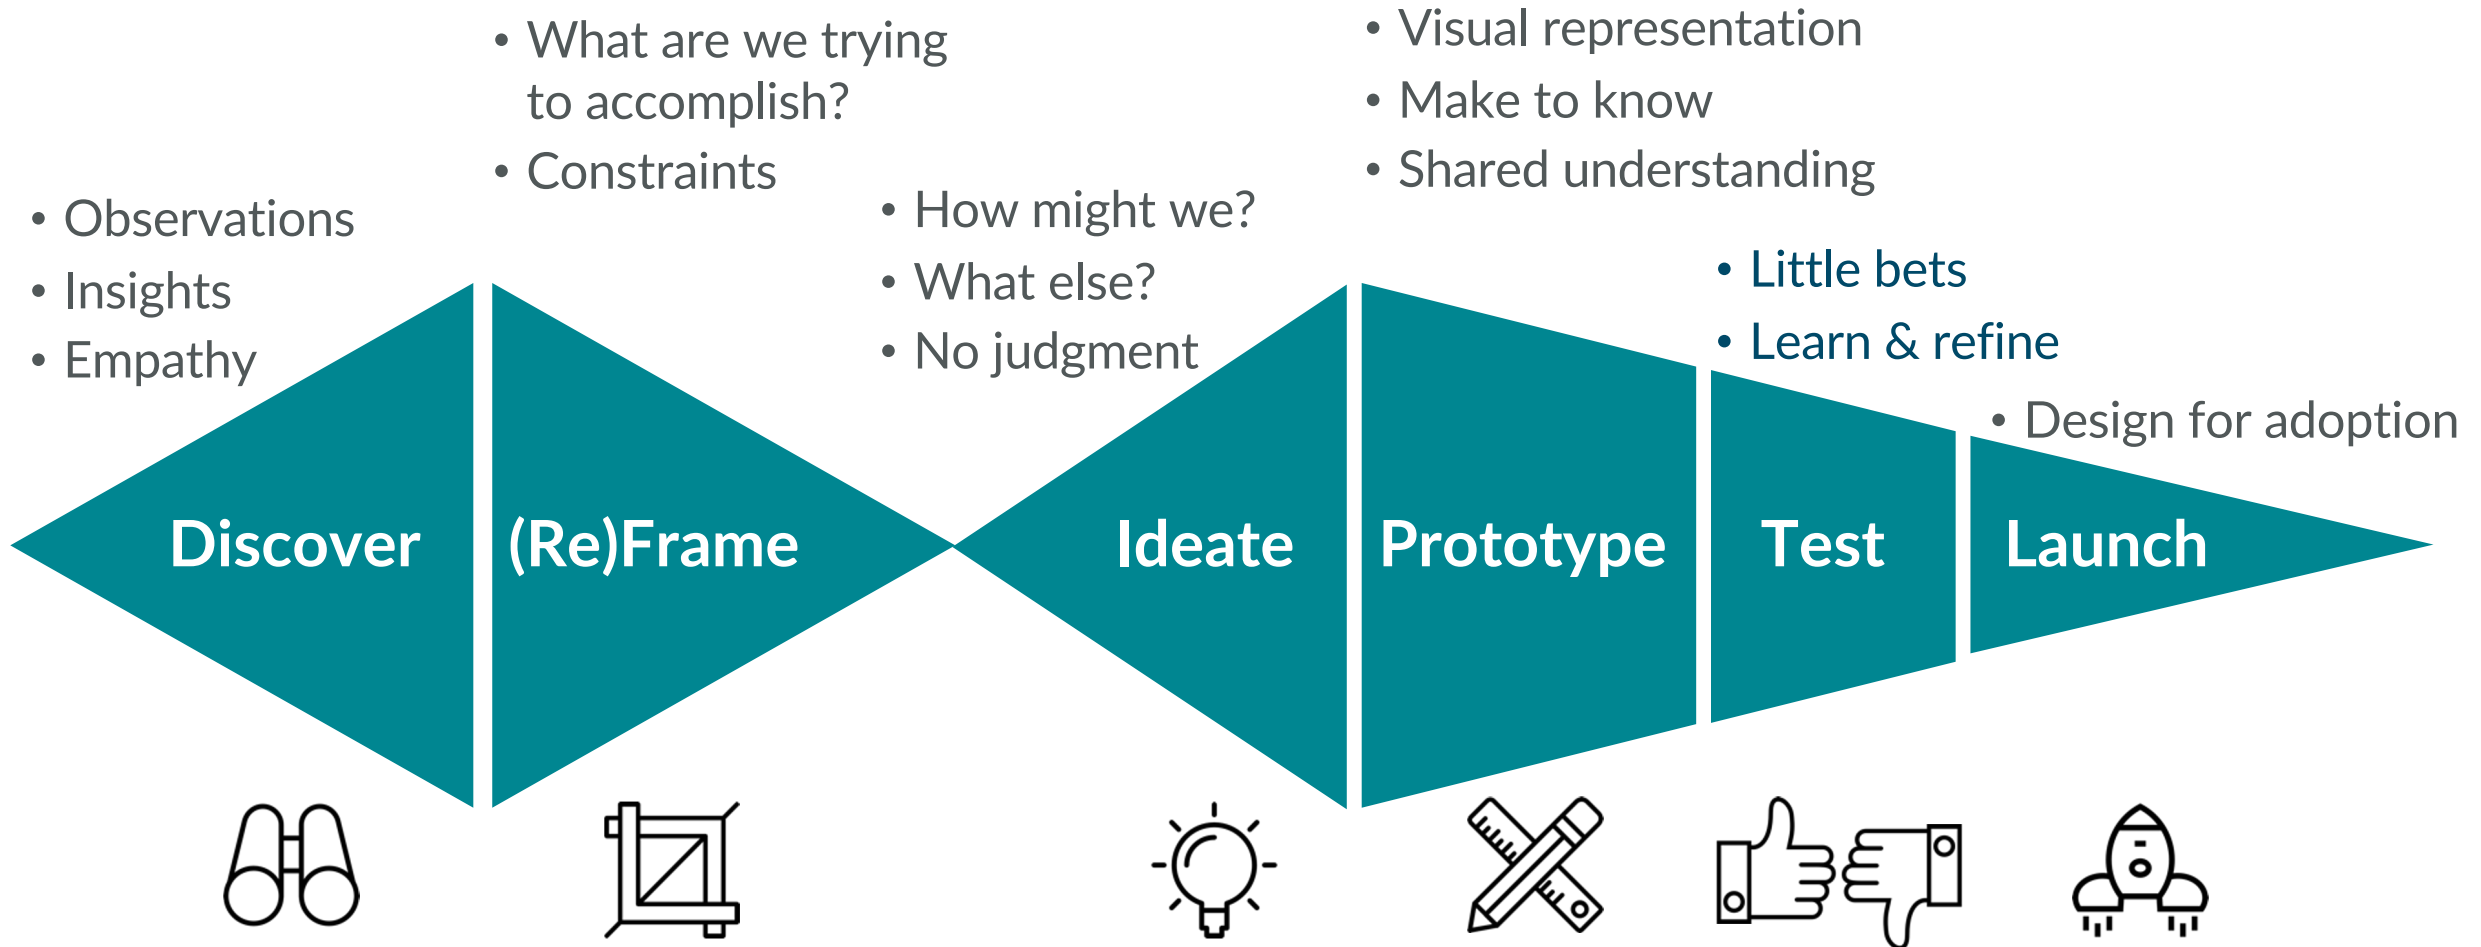 • What are we trying
to accomplish?
• Constraints
• Visual representation
• Make to know
• Shared understanding
• Observations
• Insights
• Empathy
• How might we?
• What else?
• No judgment
• Little bets
• Learn & refine
• Design for adoption
Discover
(Re)Frame
Ideate
Prototype
Test
Launch